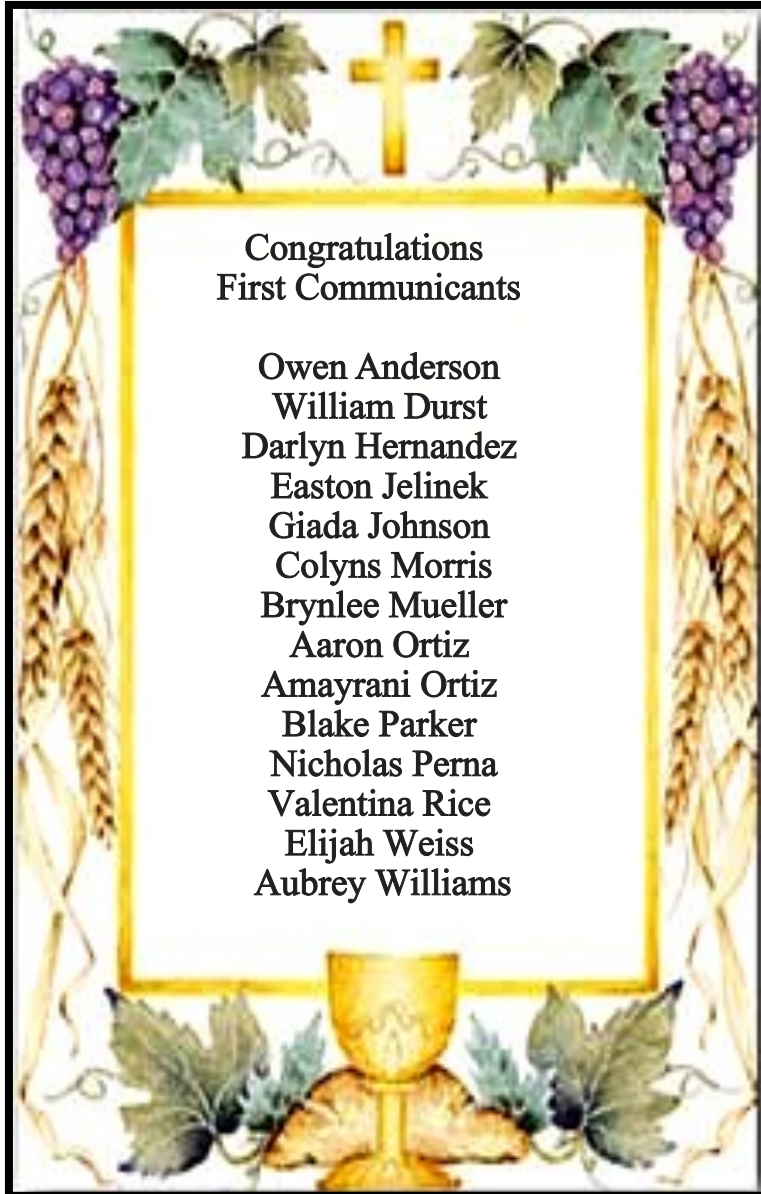 Congratulations
First Communicants
Owen Anderson
William Durst
Darlyn Hernandez
Easton Jelinek
Giada Johnson
Colyns Morris
Brynlee Mueller
Aaron Ortiz
Amayrani Ortiz
Blake Parker
Nicholas Perna
Valentina Rice
Elijah Weiss
Aubrey Williams